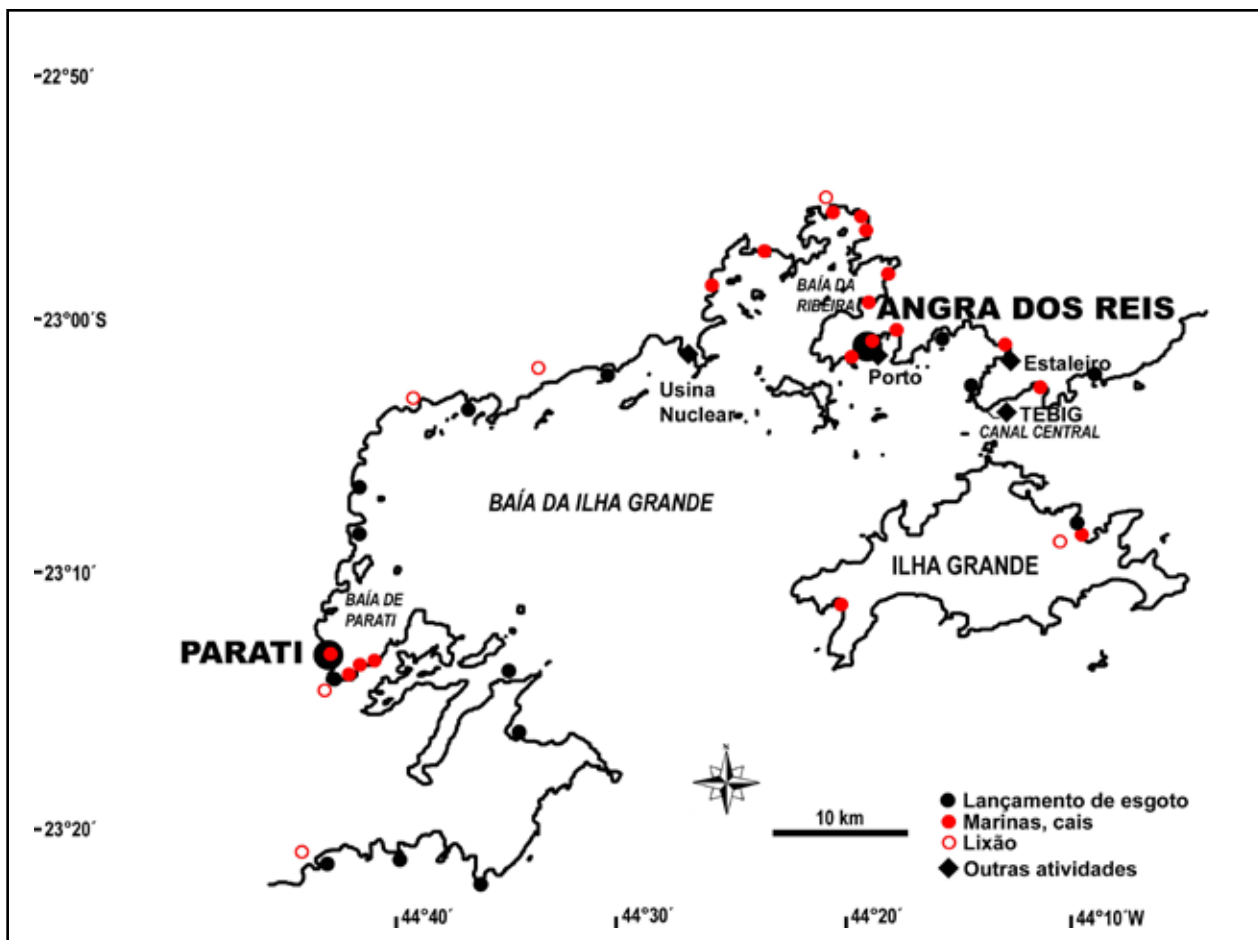 22°50´
BAÍA DA
RIBEIRA
ANGRA DOS REIS
23°00´S
Estaleiro
Porto
Usina
Nuclear
TEBIG
CANAL CENTRAL
BAÍA DA ILHA GRANDE
ILHA GRANDE
23°10´
BAÍA DE
PARATI
PARATI
N
Lançamento de esgoto
10 km
Marinas, cais
23°20´
Lixão
Outras atividades
44°40´
44°30´
44°20´
44°10´W